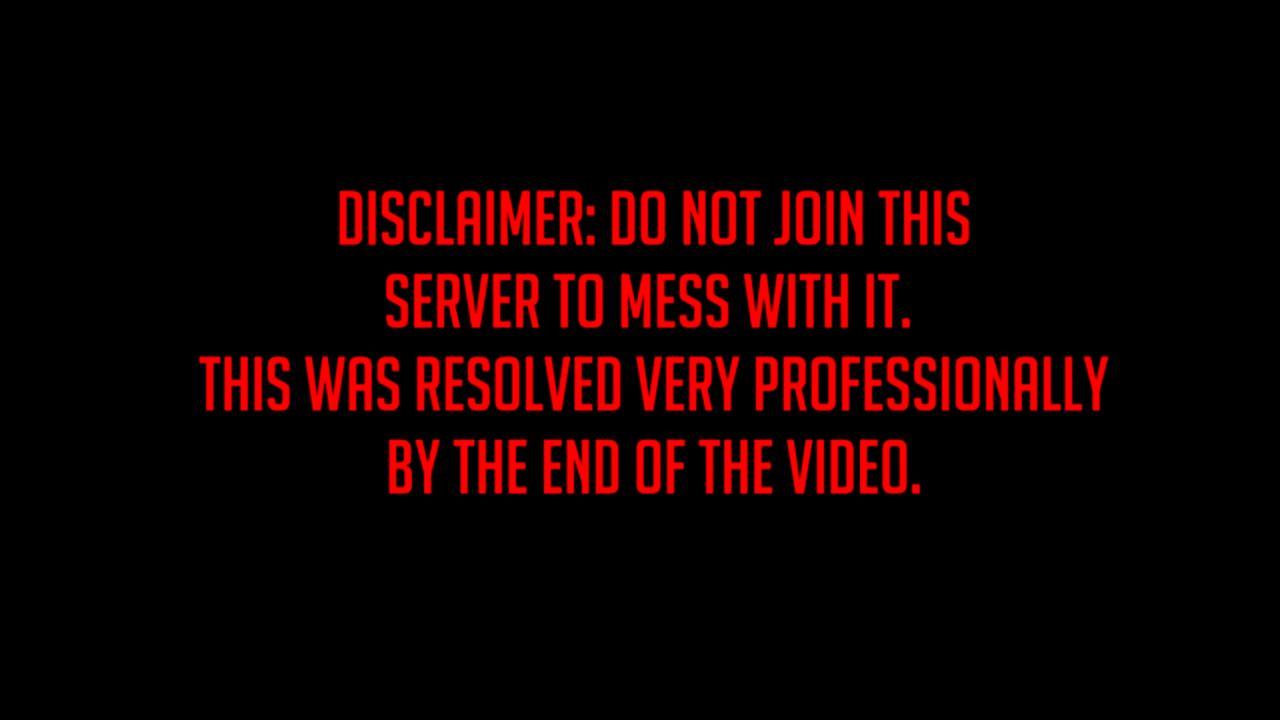 DISCLAIMER: DO NOT JOIN THIS
SERVER TO MESS WITH IT.
THIS WAS RESOLVED VERY PROFESSIONALLY
BY THE END OF THE VIDEO.